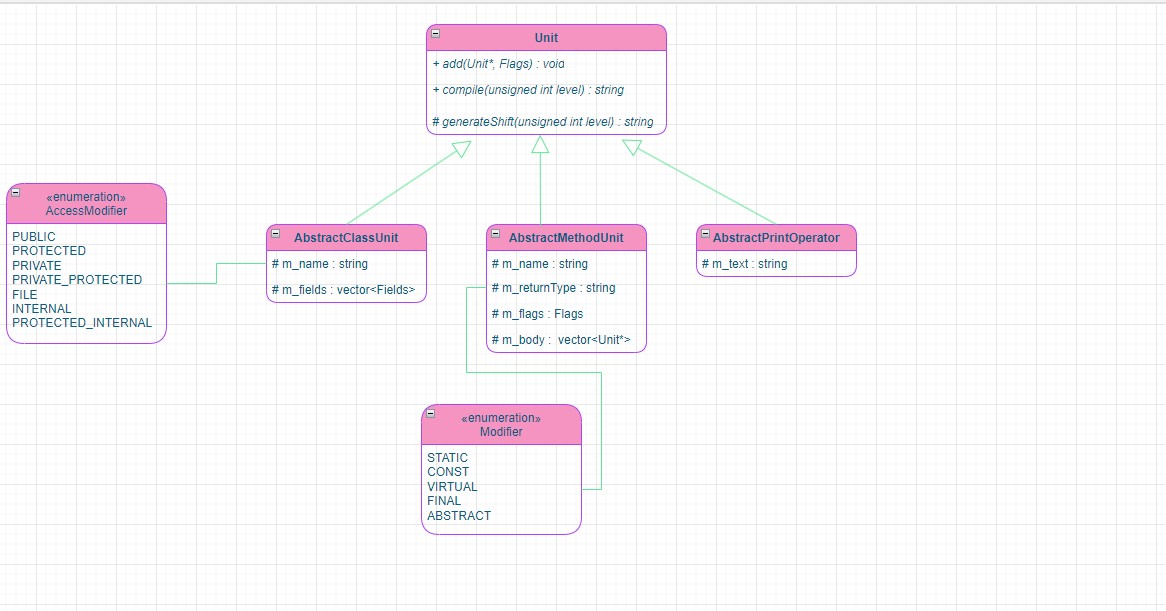 Unit
+ add(Unit*, Flags) : void
+ compile(unsigned int level) : string
# generateShift(unsigned int level) : string
«enumeration»
AccessModifier
PUBLIC
PROTECTED
PRIVATE
PRIVATE_PROTECTED
FILE
INTERNAL
PROTECTED_INTERNAL
AbstractClassUnit
# m_name : string
# m_fields : vector<Fields>
AbstractMethodUnit
# m_name : string
# m_returnType : string
# m_flags : Flags
# m_body :  vector<Unit*>
AbstractPrintOperator
# m_text : string
«enumeration»
Modifier
STATIC
CONST
VIRTUAL
FINAL
ABSTRACT